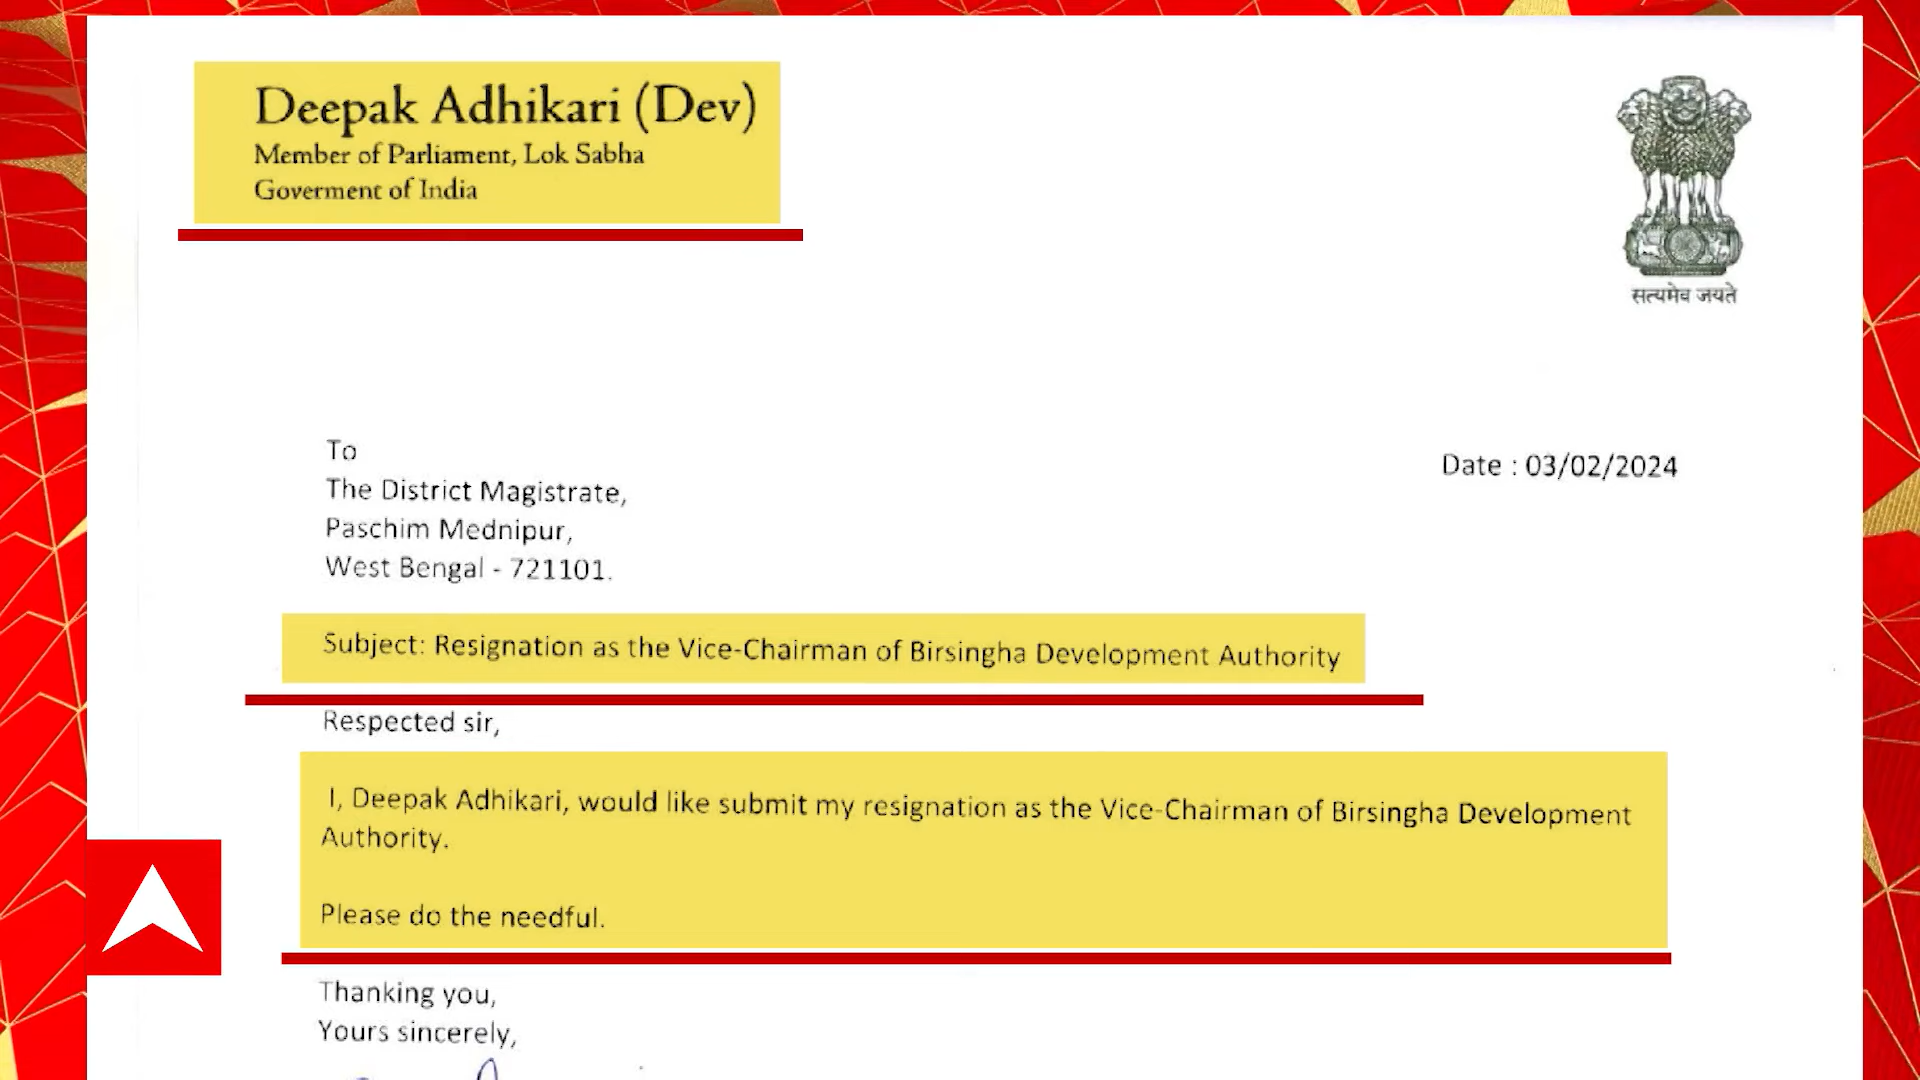 Deepak Adhikari (Dev)
Member of Parliament, Lok Sabha
Goverment of India
सत्यमेव जयते
To
The District Magistrate,
Paschim Mednipur,
West Bengal - 721101.
Date : 03/02/2024
Subject: Resignation as the Vice-Chairman of Birsingha Development Authority
Respected sir,
I, Deepak Adhikari, would like submit my resignation as the Vice-Chairman of Birsingha Development
Authority.
Please do the needful.
Thanking you,
Yours sincerely,